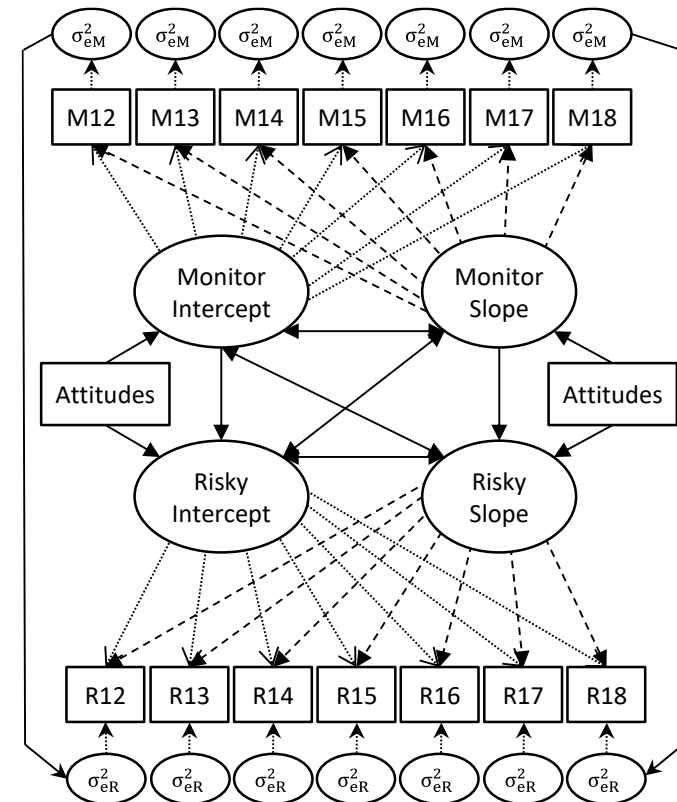 σ²eM σ²eM σ²eM σ²eM σ²eM σ²eM σ²eM
M12 M13 M14 M15 M16 M17 M18
Monitor
Intercept
Monitor
Slope
Attitudes
Attitudes
Risky
Intercept
Risky
Slope
R12 R13 R14 R15 R16 R17 R18
σ²eR σ²eR σ²eR σ²eR σ²eR σ²eR σ²eR